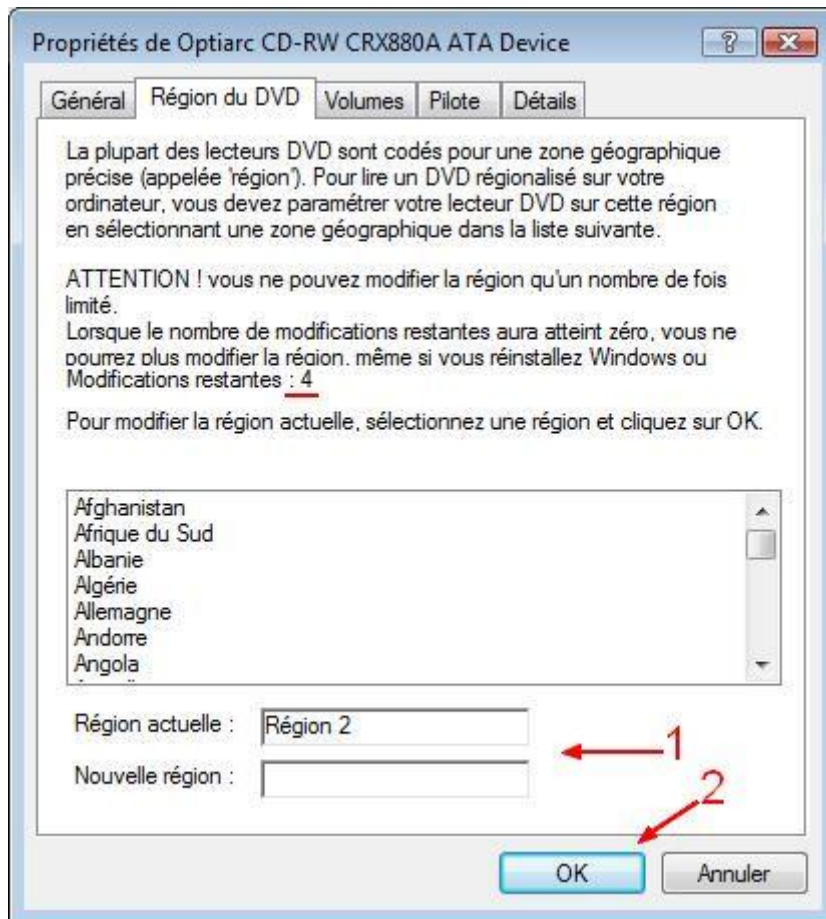 Propriétés de Optiarc CD-RW CRX880A ATA Device
Général Région du DVD Volumes Pilote Détails
La plupart des lecteurs DVD sont codés pour une zone géographique
précise (appelée 'région'). Pour lire un DVD régionalisé sur votre
ordinateur, vous devez paramétrer votre lecteur DVD sur cette région
en sélectionnant une zone géographique dans la liste suivante.
ATTENTION ! vous ne pouvez modifier la région qu'un nombre de fois
limité.
Lorsque le nombre de modifications restantes aura atteint zéro, vous ne
pourrez plus modifier la région, même si vous réinstallez Windows ou
Modifications restantes : 4
Pour modifier la région actuelle, sélectionnez une région et cliquez sur OK.
Afghanistan
Afrique du Sud
Albanie
Algérie
Allemagne
Andorre
Angola
Région actuelle : Région 2
1
Nouvelle région :
2
OK Annuler